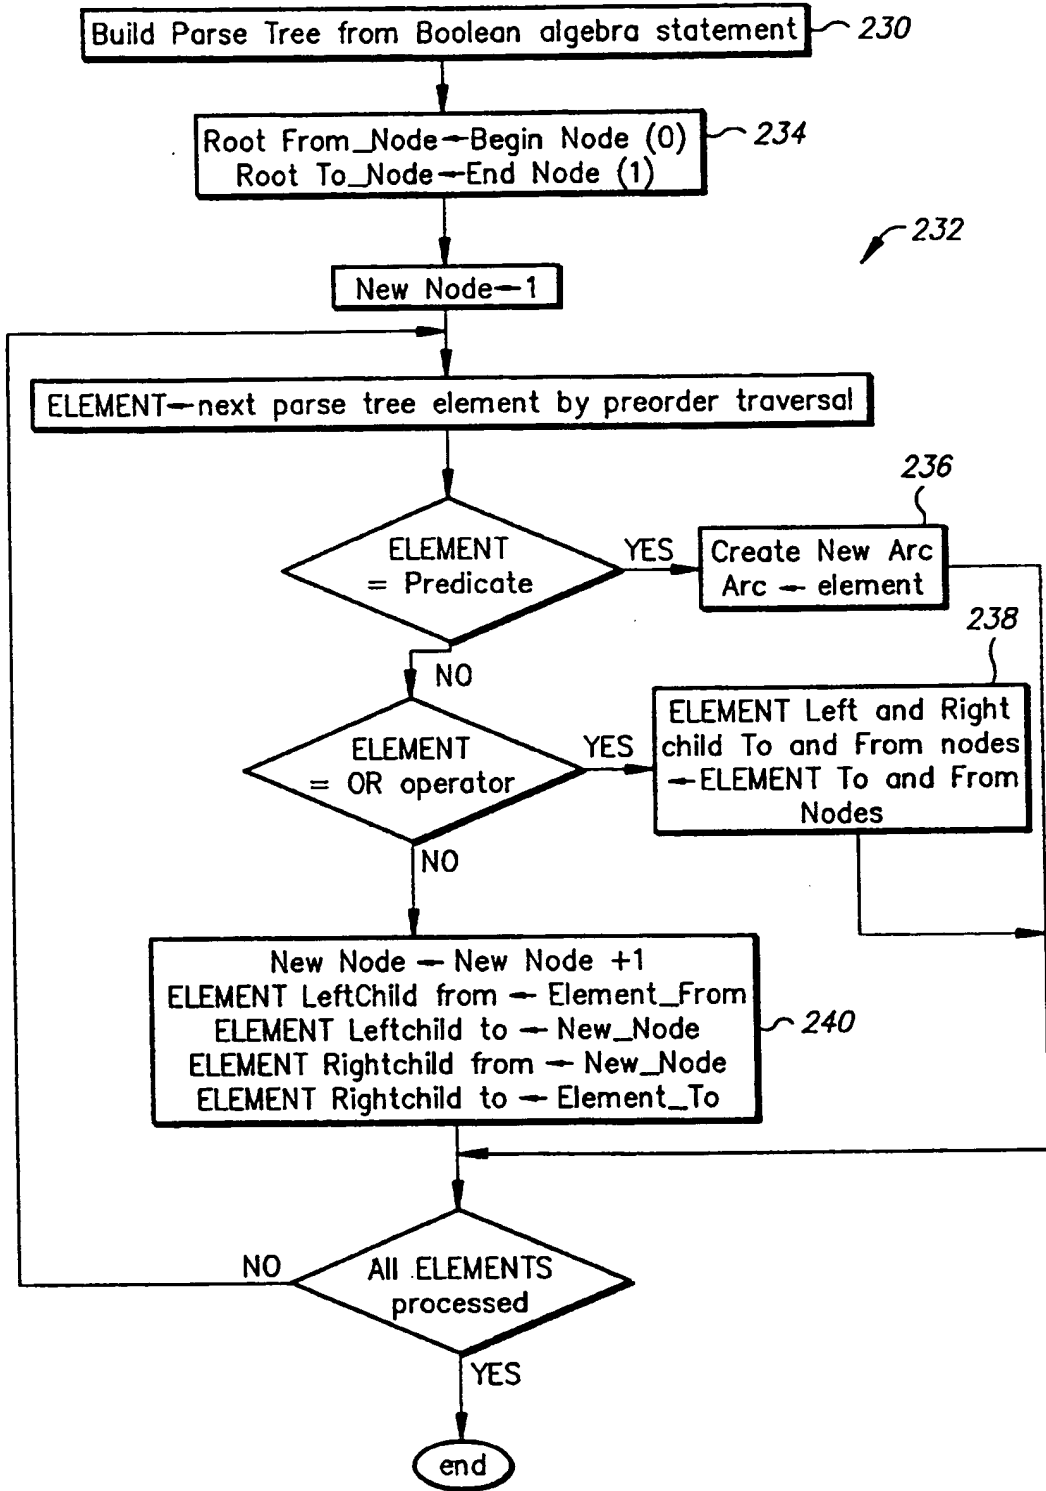 Build Parse Tree from Boolean algebra statement
230
Root From_Node←Begin Node (0)
Root To_Node←End Node (1)
234
232
New Node←1
ELEMENT←next parse tree element by preorder traversal
236
ELEMENT
= Predicate
YES
Create New Arc
Arc ← element
NO
238
ELEMENT
= OR operator
YES
ELEMENT Left and Right
child To and From nodes
←ELEMENT To and From
Nodes
NO
New Node ← New Node +1
ELEMENT LeftChild from ← Element_From
ELEMENT Leftchild to ← New_Node
ELEMENT Rightchild from ← New_Node
ELEMENT Rightchild to ← Element_To
240
NO
All ELEMENTS
processed
YES
end